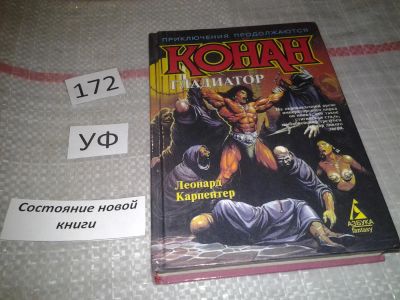 ПРИКЛЮЧЕНИЯ ПРОДОЛЖАЮТСЯ
КОНАН
ГЛАДИАТОР
Леонард
Карпентер
АЗБУКА
fantasy
172
УФ
Состояние новой
книги